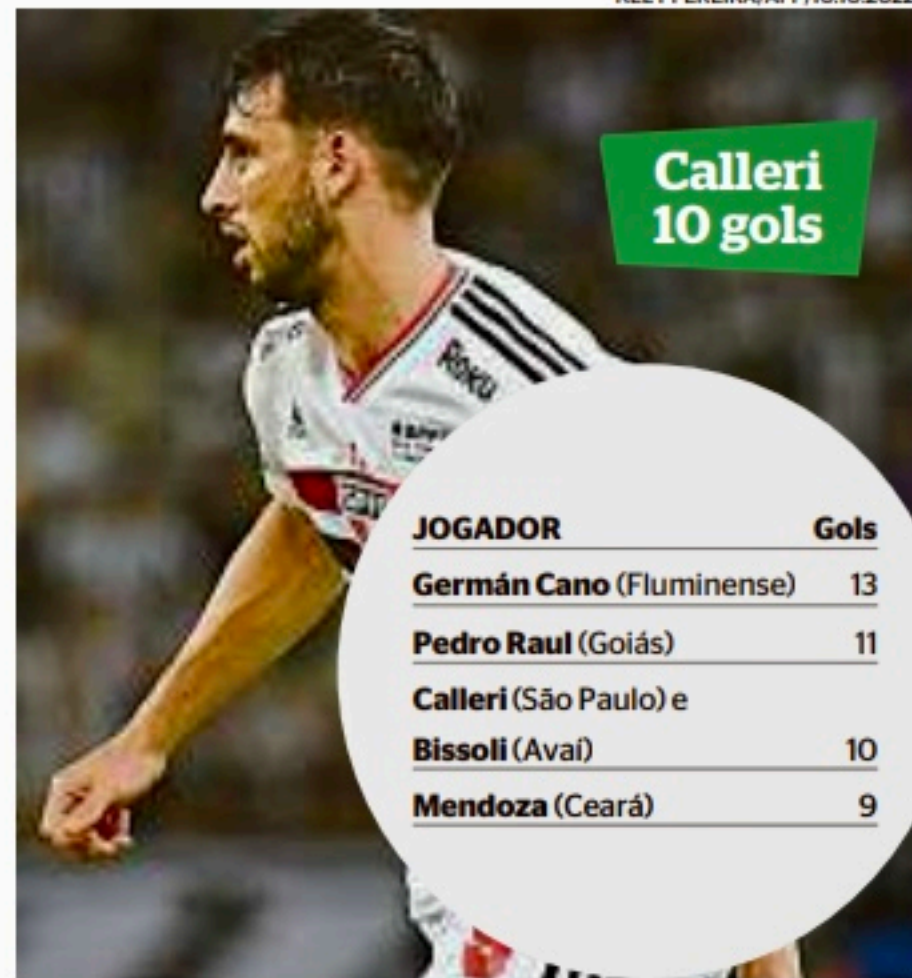 Calleri
10 gols
ROKU
JOGADOR Gols
Germán Cano (Fluminense) 13
Pedro Raul (Goiás) 11
Calleri (São Paulo) e
Bissoli (Avaí) 10
Mendoza (Ceará) 9